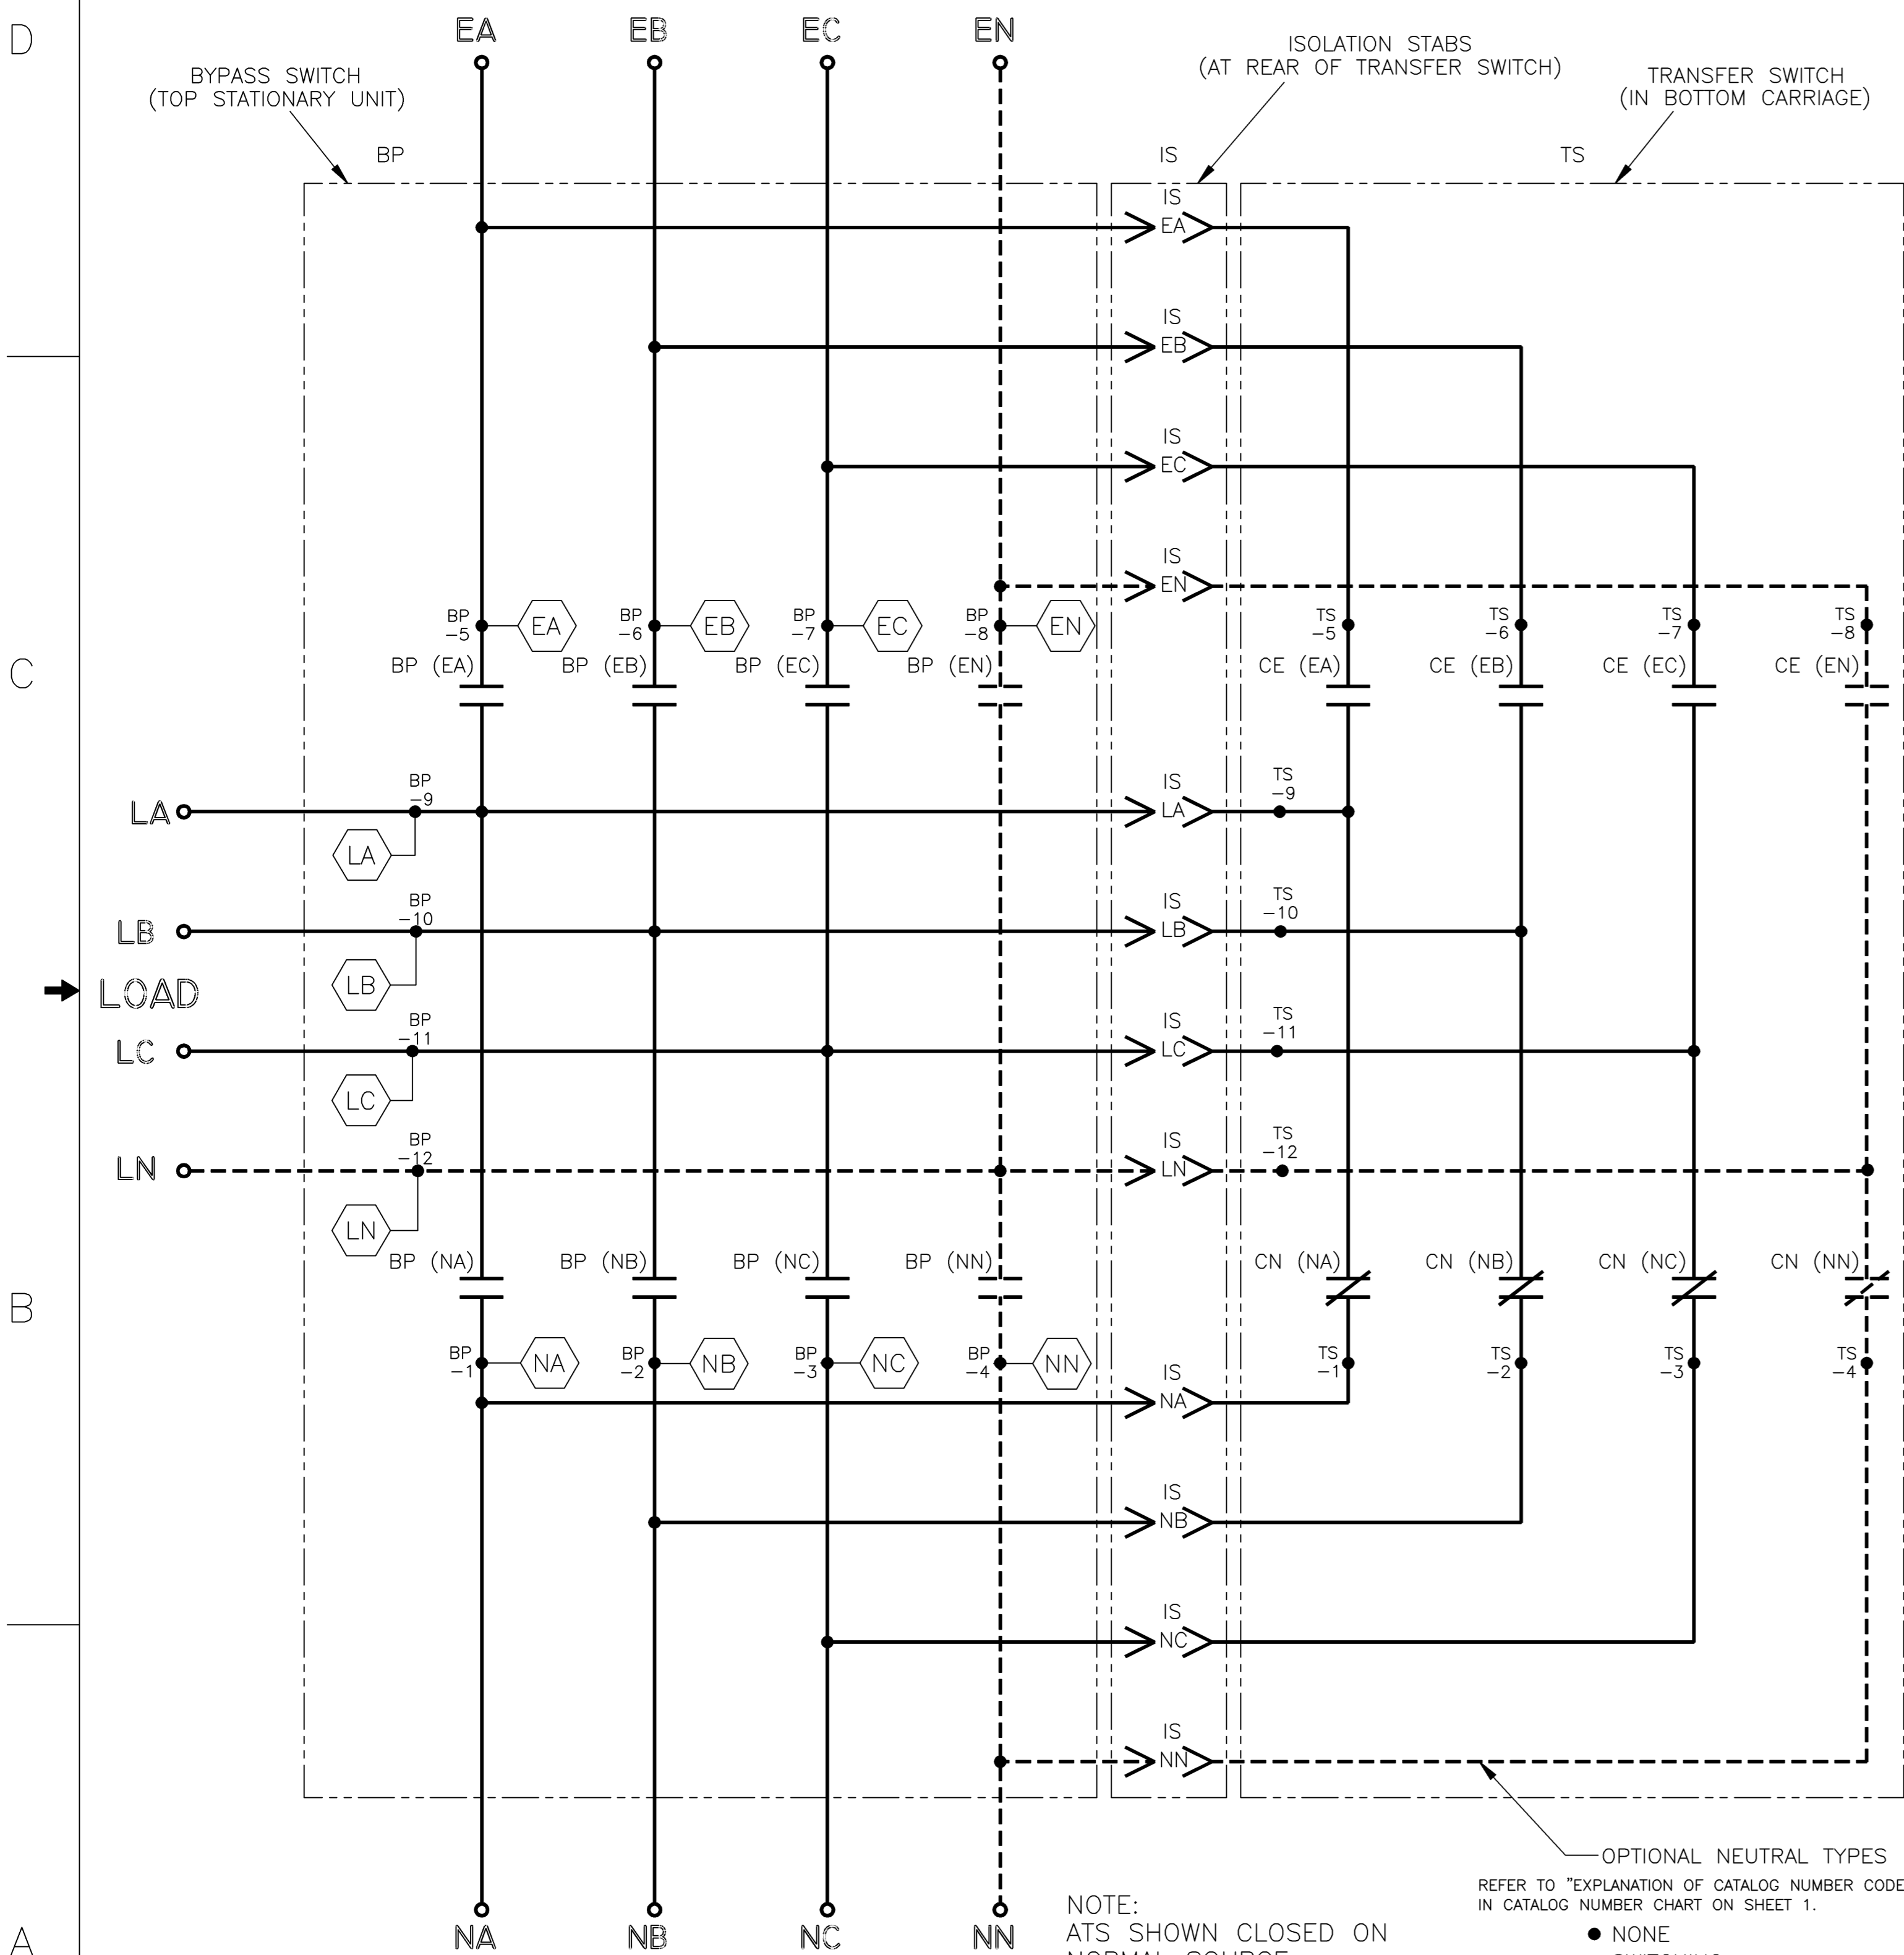 D
EA
EB
EC
EN
BYPASS SWITCH
(TOP STATIONARY UNIT)
ISOLATION STABS
(AT REAR OF TRANSFER SWITCH)
TRANSFER SWITCH
(IN BOTTOM CARRIAGE)
BP
IS
TS
IS
EA
IS
EB
IS
EC
IS
EN
BP
-5
EA
BP
-6
EB
BP
-7
EC
BP
-8
EN
TS
-5
TS
-6
TS
-7
TS
-8
C
BP (EA)
BP (EB)
BP (EC)
BP (EN)
CE (EA)
CE (EB)
CE (EC)
CE (EN)
LA
BP
-9
LA
IS
LA
TS
-9
LB
BP
-10
LB
IS
LB
TS
-10
LOAD
LC
BP
-11
LC
IS
LC
TS
-11
LN
BP
-12
LN
IS
LN
TS
-12
BP (NA)
BP (NB)
BP (NC)
BP (NN)
CN (NA)
CN (NB)
CN (NC)
CN (NN)
B
BP
-1
NA
BP
-2
NB
BP
-3
NC
BP
-4
NN
TS
-1
TS
-2
TS
-3
TS
-4
IS
NA
IS
NB
IS
NC
IS
NN
OPTIONAL NEUTRAL TYPES
REFER TO "EXPLANATION OF CATALOG NUMBER CODE
IN CATALOG NUMBER CHART ON SHEET 1.
● NONE
A
NA
NB
NC
NN
NOTE:
ATS SHOWN CLOSED ON
NORMAL SOURCE